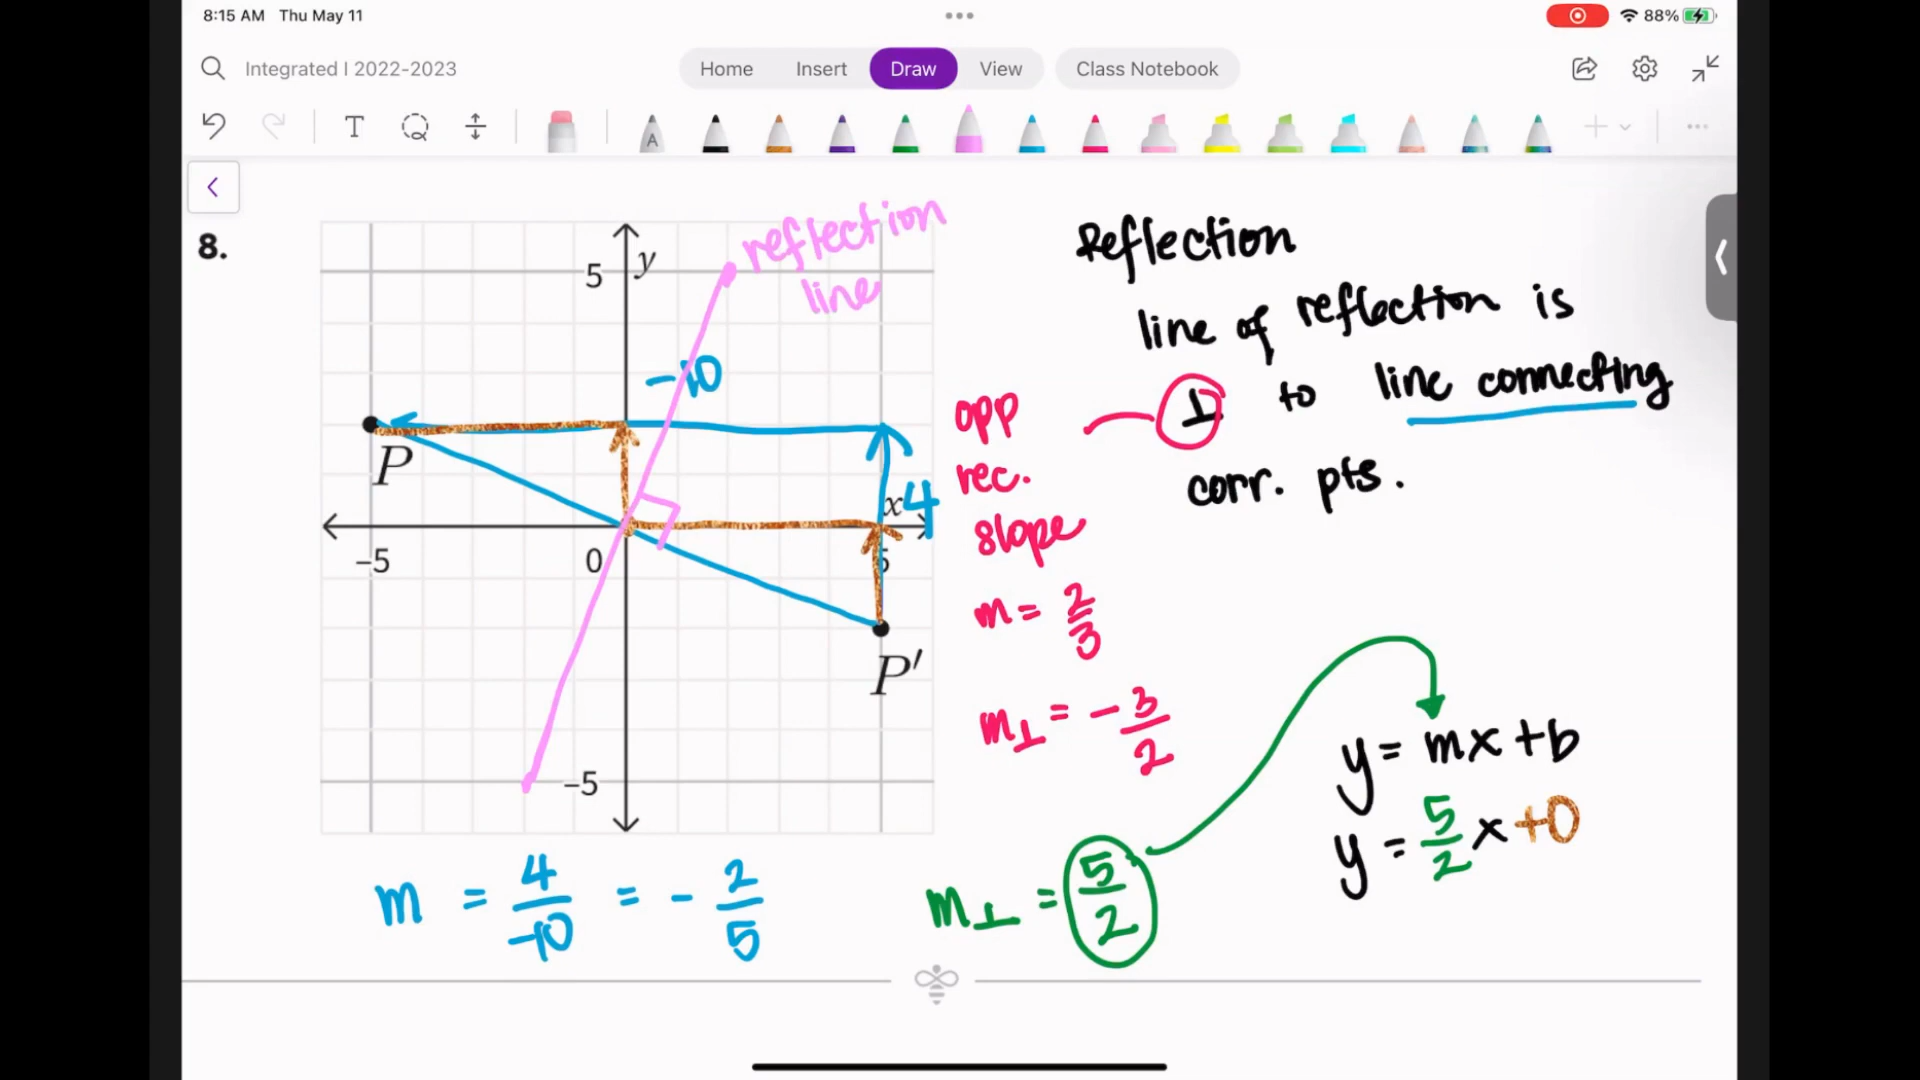 8:15 AM Thu May 11
88%
Integrated I 2022-2023
Home Insert Draw View Class Notebook
T
A
8.
reflection
line
5
y
-10
P
x
4
-5
0
P′
-5
m = 4/-10 = - 2/5
Reflection
line of reflection is
⊥ to line connecting
corr. pts.
opp
rec.
slope
m = 2/3
m⊥ = - 3/2
m⊥ = 5/2
y = mx + b
y = 5/2 x + 0